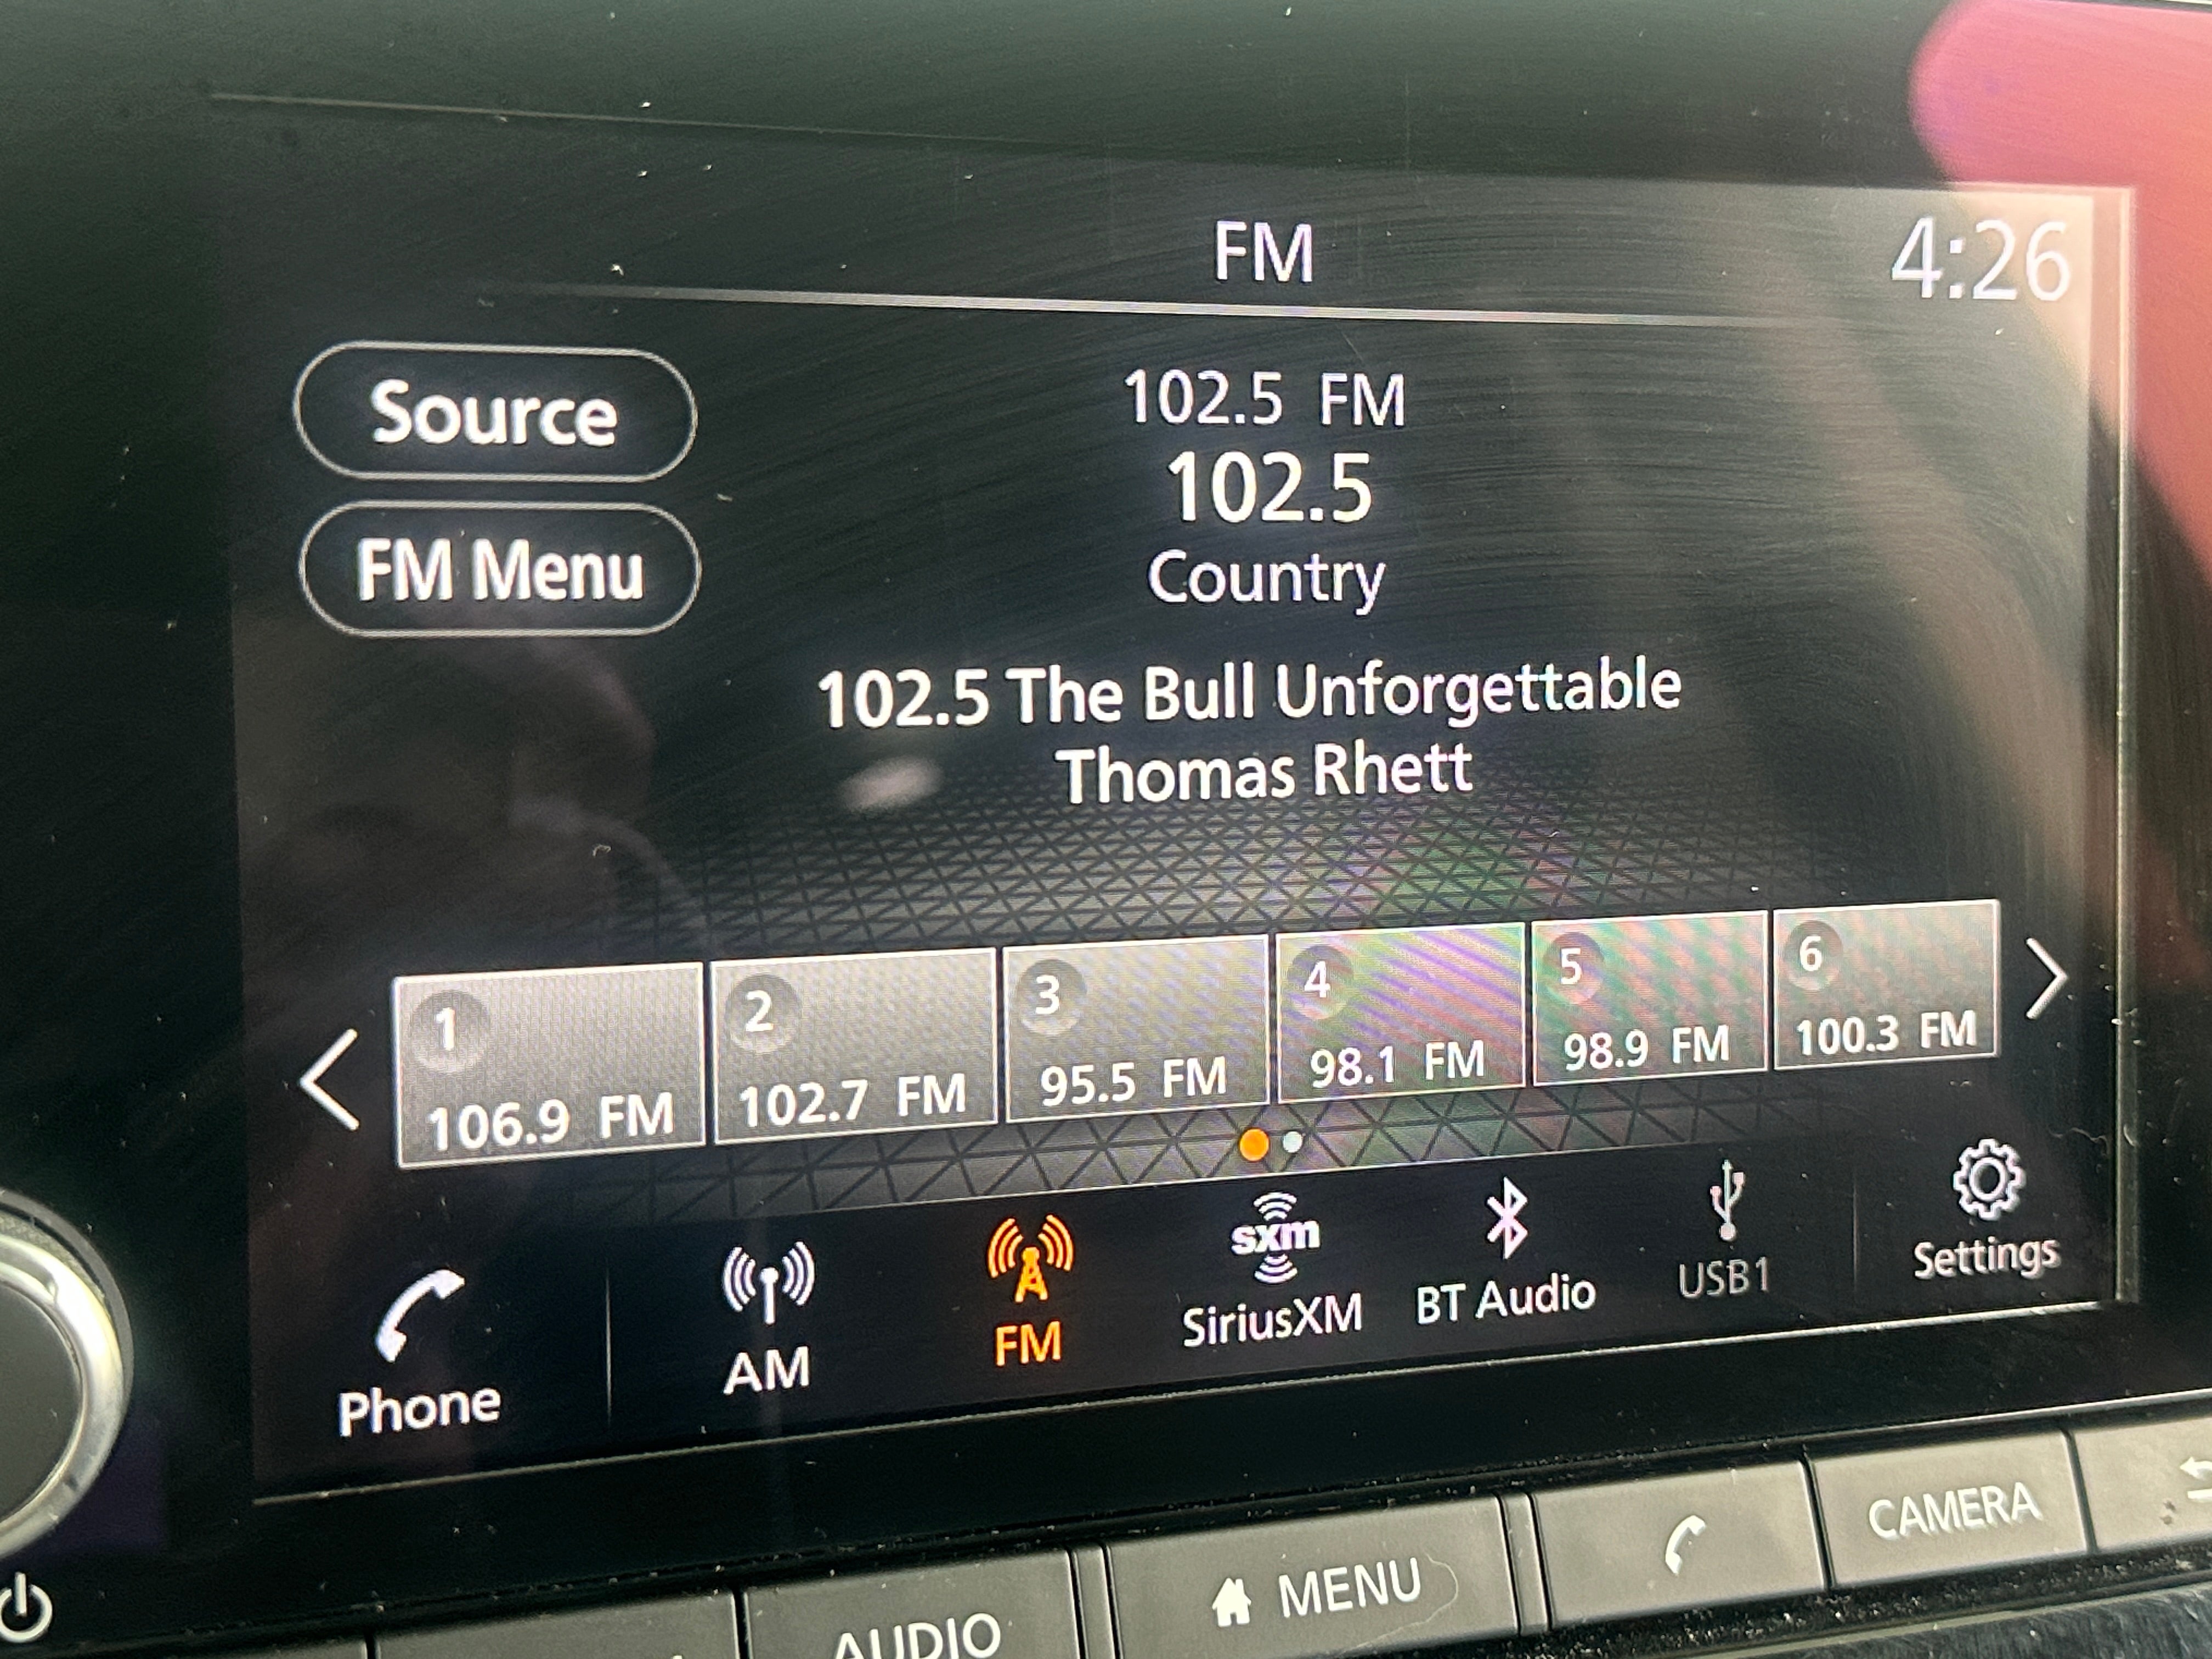 FM
4:26
Source
FM Menu
102.5 FM
102.5
Country
102.5 The Bull Unforgettable
Thomas Rhett
1
106.9 FM
2
102.7 FM
3
95.5 FM
4
98.1 FM
5
98.9 FM
6
100.3 FM
Phone
AM
FM
sxm
SiriusXM
BT Audio
USB1
Settings
AUDIO
MENU
CAMERA